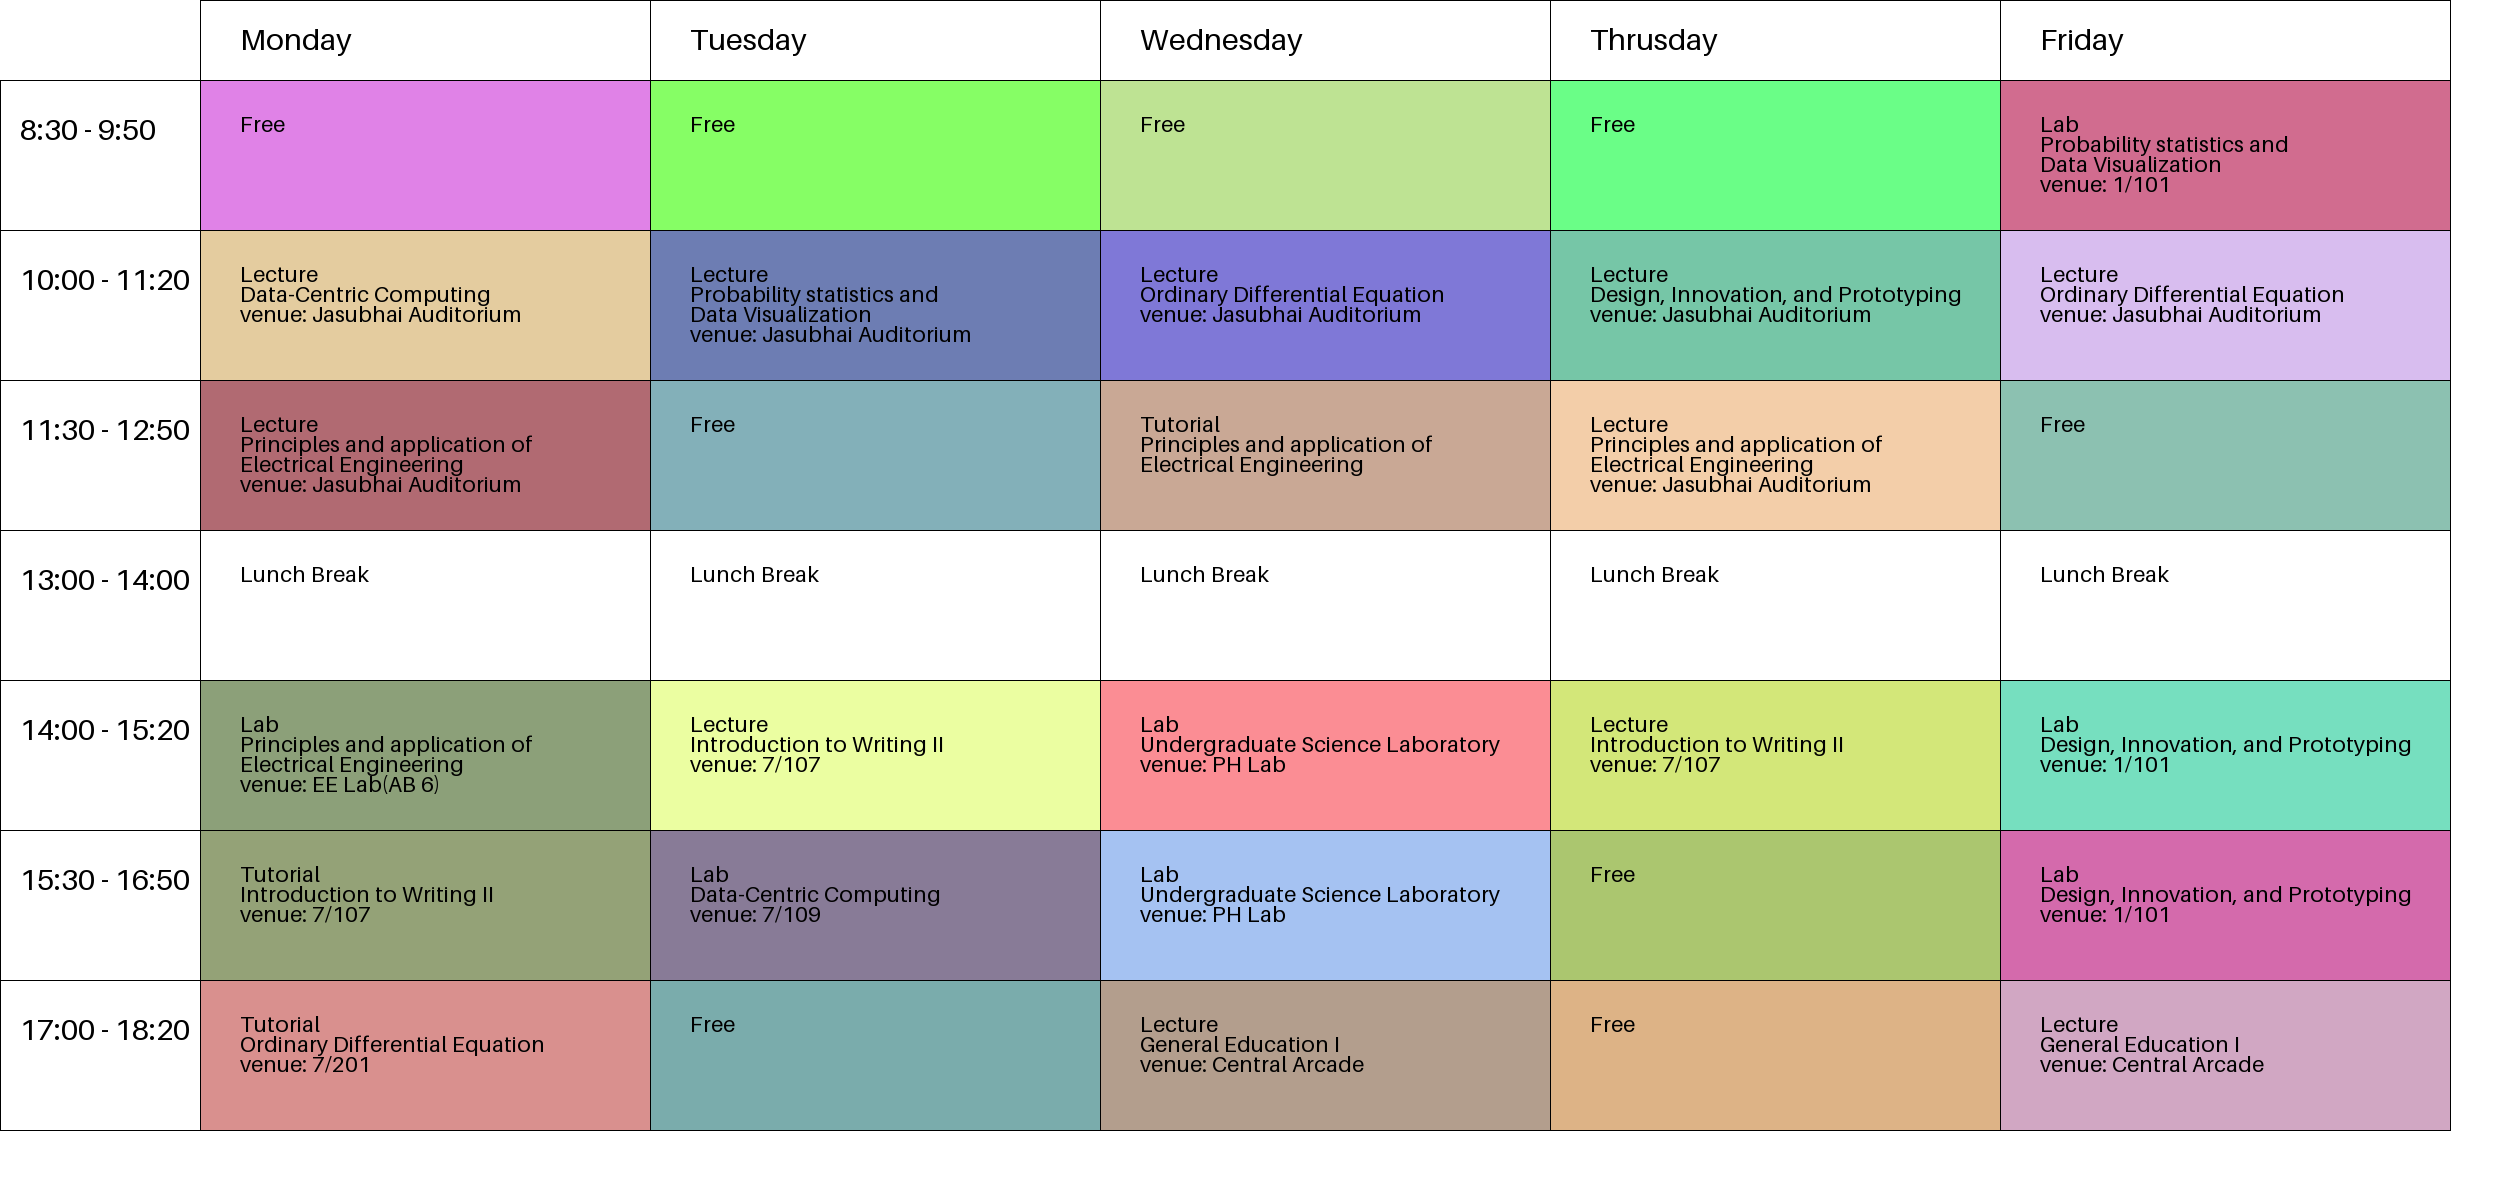 Monday
Tuesday
Wednesday
Thrusday
Friday
8:30 - 9:50
Free
Free
Free
Free
Lab
Probability statistics and
Data Visualization
venue: 1/101
10:00 - 11:20
Lecture
Data-Centric Computing
venue: Jasubhai Auditorium
Lecture
Probability statistics and
Data Visualization
venue: Jasubhai Auditorium
Lecture
Ordinary Differential Equation
venue: Jasubhai Auditorium
Lecture
Design, Innovation, and Prototyping
venue: Jasubhai Auditorium
Lecture
Ordinary Differential Equation
venue: Jasubhai Auditorium
11:30 - 12:50
Lecture
Principles and application of
Electrical Engineering
venue: Jasubhai Auditorium
Free
Tutorial
Principles and application of
Electrical Engineering
Lecture
Principles and application of
Electrical Engineering
venue: Jasubhai Auditorium
Free
13:00 - 14:00
Lunch Break
Lunch Break
Lunch Break
Lunch Break
Lunch Break
14:00 - 15:20
Lab
Principles and application of
Electrical Engineering
venue: EE Lab(AB 6)
Lecture
Introduction to Writing II
venue: 7/107
Lab
Undergraduate Science Laboratory
venue: PH Lab
Lecture
Introduction to Writing II
venue: 7/107
Lab
Design, Innovation, and Prototyping
venue: 1/101
15:30 - 16:50
Tutorial
Introduction to Writing II
venue: 7/107
Lab
Data-Centric Computing
venue: 7/109
Lab
Undergraduate Science Laboratory
venue: PH Lab
Free
Lab
Design, Innovation, and Prototyping
venue: 1/101
17:00 - 18:20
Tutorial
Ordinary Differential Equation
venue: 7/201
Free
Lecture
General Education I
venue: Central Arcade
Free
Lecture
General Education I
venue: Central Arcade